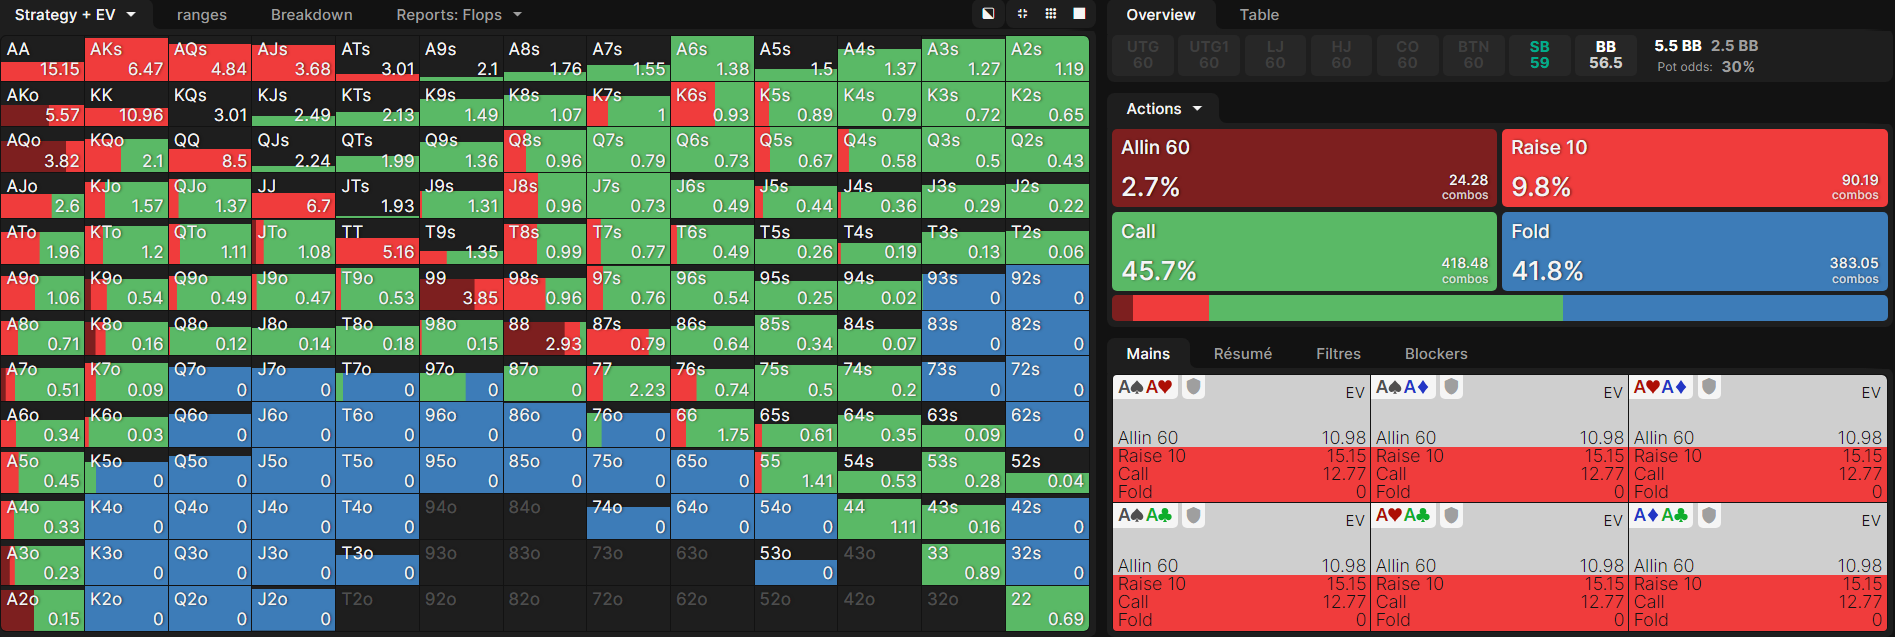 Strategy + EV ranges Breakdown Reports: Flops
AA AKs AQs AJs ATs A9s A8s A7s A6s A5s A4s A3s A2s
15.15 6.47 4.84 3.68 3.01 2.1 1.76 1.55 1.38 1.5 1.37 1.27 1.19
AKo KK KQs KJs KTs K9s K8s K7s K6s K5s K4s K3s K2s
5.57 10.96 3.01 2.49 2.13 1.49 1.07 1 0.93 0.89 0.79 0.72 0.65
AQo KQo QQ QJs QTs Q9s Q8s Q7s Q6s Q5s Q4s Q3s Q2s
3.82 2.1 8.5 2.24 1.99 1.36 0.96 0.79 0.73 0.67 0.58 0.5 0.43
AJo KJo QJo JJ JTs J9s J8s J7s J6s J5s J4s J3s J2s
2.6 1.57 1.37 6.7 1.93 1.31 0.96 0.73 0.49 0.44 0.36 0.29 0.22
ATo KTo QTo JTo TT T9s T8s T7s T6s T5s T4s T3s T2s
1.96 1.2 1.11 1.08 5.16 1.35 0.99 0.77 0.49 0.26 0.19 0.13 0.06
A9o K9o Q9o J9o T9o 99 98s 97s 96s 95s 94s 93s 92s
1.06 0.54 0.49 0.47 0.53 3.85 0.96 0.76 0.54 0.25 0.02 0 0
A8o K8o Q8o J8o T8o 98o 88 87s 86s 85s 84s 83s 82s
0.71 0.16 0.12 0.14 0.18 0.15 2.93 0.79 0.64 0.34 0.07 0 0
A7o K7o Q7o J7o T7o 97o 87o 77 76s 75s 74s 73s 72s
0.51 0.09 0 0 0 0 0 2.23 0.74 0.5 0.2 0 0
A6o K6o Q6o J6o T6o 96o 86o 76o 66 65s 64s 63s 62s
0.34 0.03 0 0 0 0 0 0 1.75 0.61 0.35 0.09 0
A5o K5o Q5o J5o T5o 95o 85o 75o 65o 55 54s 53s 52s
0.45 0 0 0 0 0 0 0 0 1.41 0.53 0.28 0.04
A4o K4o Q4o J4o T4o 94o 84o 74o 64o 54o 44 43s 42s
0.33 0 0 0 0 0 0 0 1.11 0.16 0
A3o K3o Q3o J3o T3o 93o 83o 73o 63o 53o 43o 33 32s
0.23 0 0 0 0 0 0.89 0
A2o K2o Q2o J2o T2o 92o 82o 72o 62o 52o 42o 32o 22
0.15 0 0 0 0.69
Overview Table
UTG UTG1 LJ HJ CO BTN SB BB 5.5 BB 2.5 BB
60 60 60 60 60 60 59 56.5 Pot odds: 30%
Actions
Allin 60 Raise 10
2.7% 24.28 combos 9.8% 90.19 combos
Call Fold
45.7% 418.48 combos 41.8% 383.05 combos
Mains Résumé Filtres Blockers
A♠A♥ EV A♠A♦ EV A♥A♦ EV
Allin 60 10.98 Allin 60 10.98 Allin 60 10.98
Raise 10 15.15 Raise 10 15.15 Raise 10 15.15
Call 12.77 Call 12.77 Call 12.77
Fold 0 Fold 0 Fold 0
A♠A♣ EV A♥A♣ EV A♦A♣ EV
Allin 60 10.98 Allin 60 10.98 Allin 60 10.98
Raise 10 15.15 Raise 10 15.15 Raise 10 15.15
Call 12.77 Call 12.77 Call 12.77
Fold 0 Fold 0 Fold 0